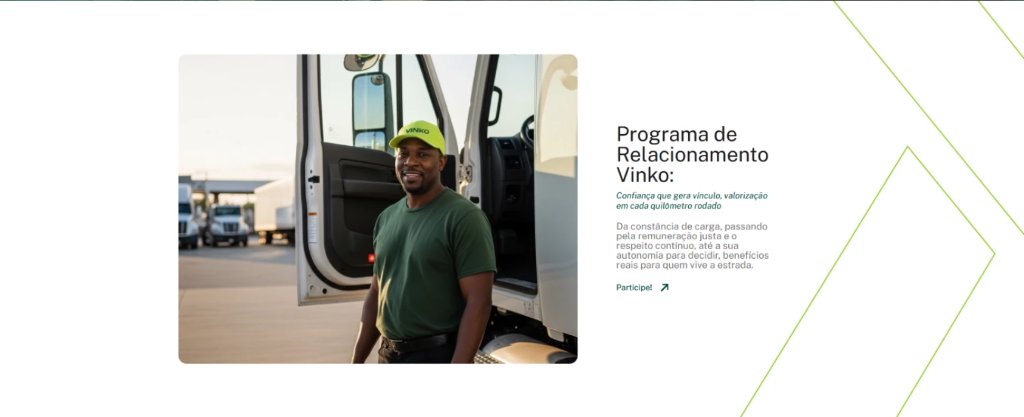 VINKO
Programa de
Relacionamento
Vinko:
Confiança que gera vínculo, valorização
em cada quilômetro rodado
Da constância de carga, passando
pela remuneração justa e o
respeito contínuo, até a sua
autonomia para decidir, benefícios
reais para quem vive a estrada.
Participe!